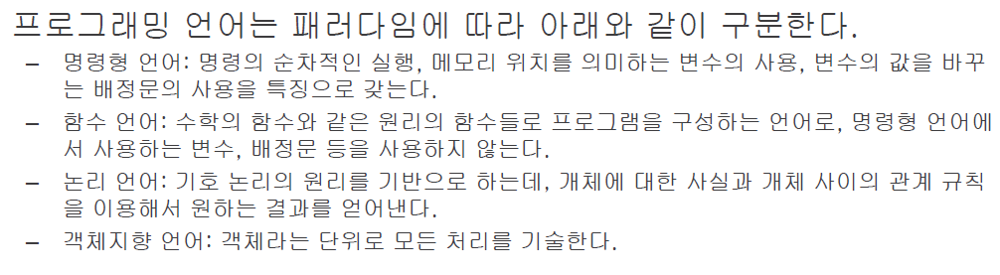 프로그래밍 언어는 패러다임에 따라 아래와 같이 구분한다.
– 명령형 언어: 명령의 순차적인 실행, 메모리 위치를 의미하는 변수의 사용, 변수의 값을 바꾸
는 배정문의 사용을 특징으로 갖는다.
– 함수 언어: 수학의 함수와 같은 원리의 함수들로 프로그램을 구성하는 언어로, 명령형 언어에
서 사용하는 변수, 배정문 등을 사용하지 않는다.
– 논리 언어: 기호 논리의 원리를 기반으로 하는데, 개체에 대한 사실과 개체 사이의 관계 규칙
을 이용해서 원하는 결과를 얻어낸다.
– 객체지향 언어: 객체라는 단위로 모든 처리를 기술한다.